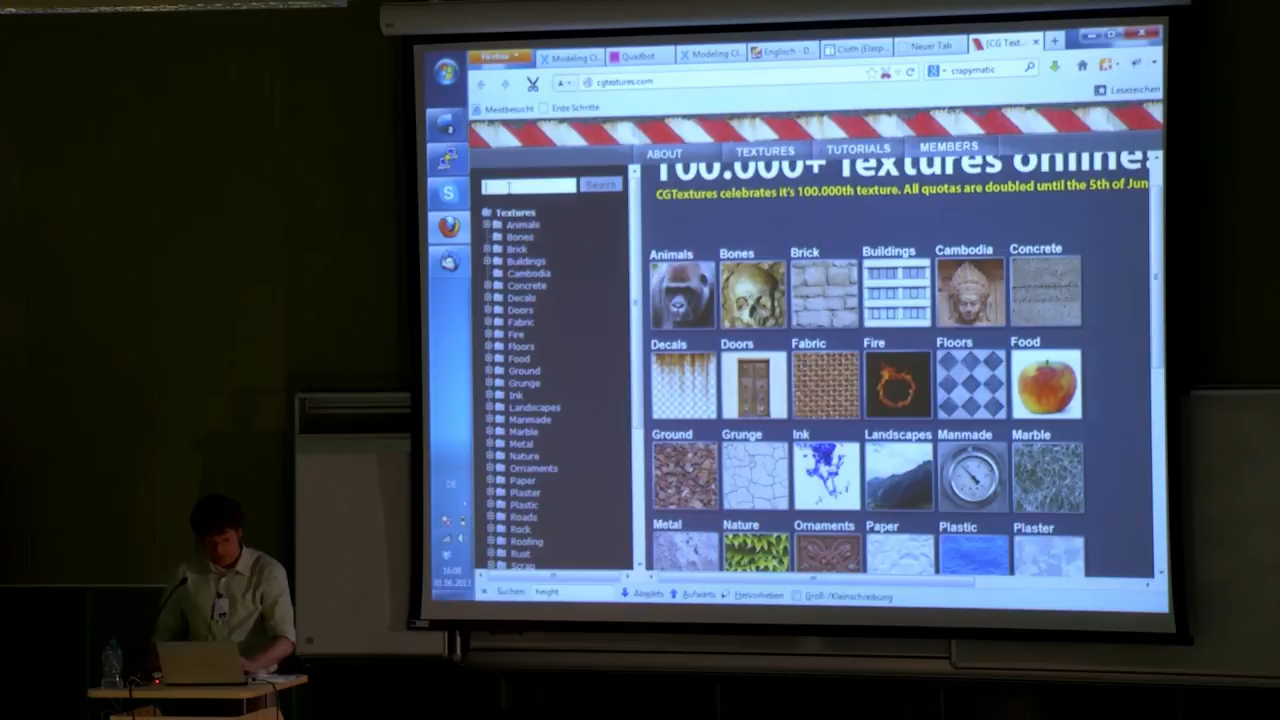 Firefox
Modeling Cl...
Quadbot
Modeling Cl...
Englisch - D...
Cloth (Elasp...
Neuer Tab
[CG Text...
cgtextures.com
crapymatic
Lesezeichen
Meistbesucht
Erste Schritte
ABOUT
TEXTURES
TUTORIALS
MEMBERS
100.000+ Textures online!
CGTextures celebrates it's 100.000th texture. All quotas are doubled until the 5th of Jun
Search
Textures
Animals
Bones
Brick
Buildings
Cambodia
Concrete
Decals
Doors
Fabric
Fire
Floors
Food
Ground
Grunge
Ink
Landscapes
Manmade
Marble
Metal
Nature
Ornaments
Paper
Plaster
Plastic
Roads
Rock
Roofing
Rust
Scrap
Animals
Bones
Brick
Buildings
Cambodia
Concrete
Decals
Doors
Fabric
Fire
Floors
Food
Ground
Grunge
Ink
Landscapes
Manmade
Marble
Metal
Nature
Ornaments
Paper
Plastic
Plaster
DE
16:08
Suchen: height
Abwärts
Aufwärts
Hervorheben
Groß-/Kleinschreibung